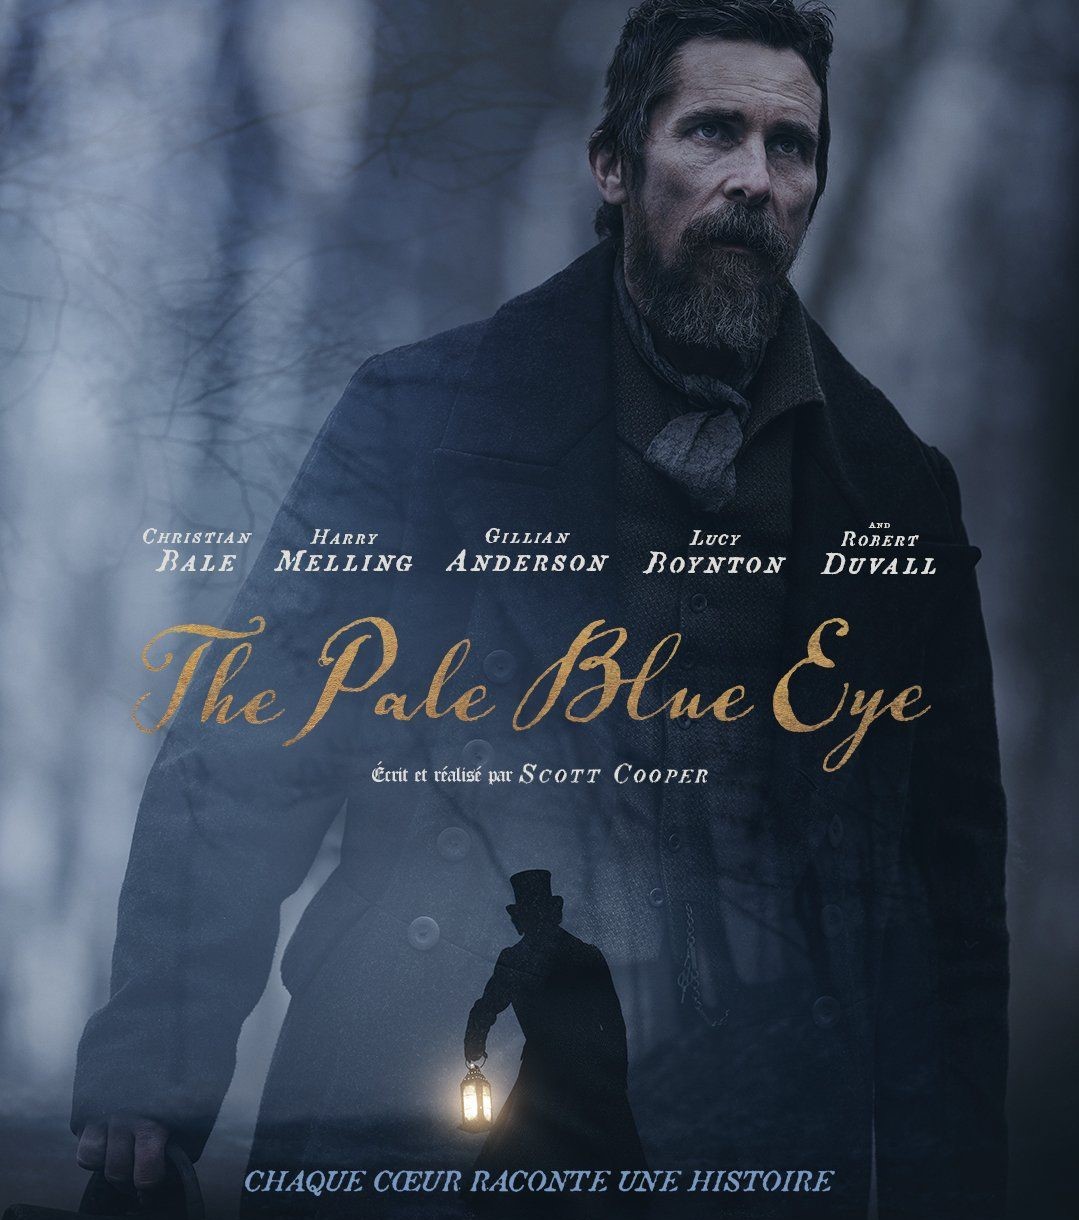 CHRISTIAN HARRY GILLIAN LUCY AND ROBERT
BALE MELLING ANDERSON BOYNTON DUVALL
The Pale Blue Eye
Écrit et réalisé par SCOTT COOPER
CHAQUE CŒUR RACONTE UNE HISTOIRE